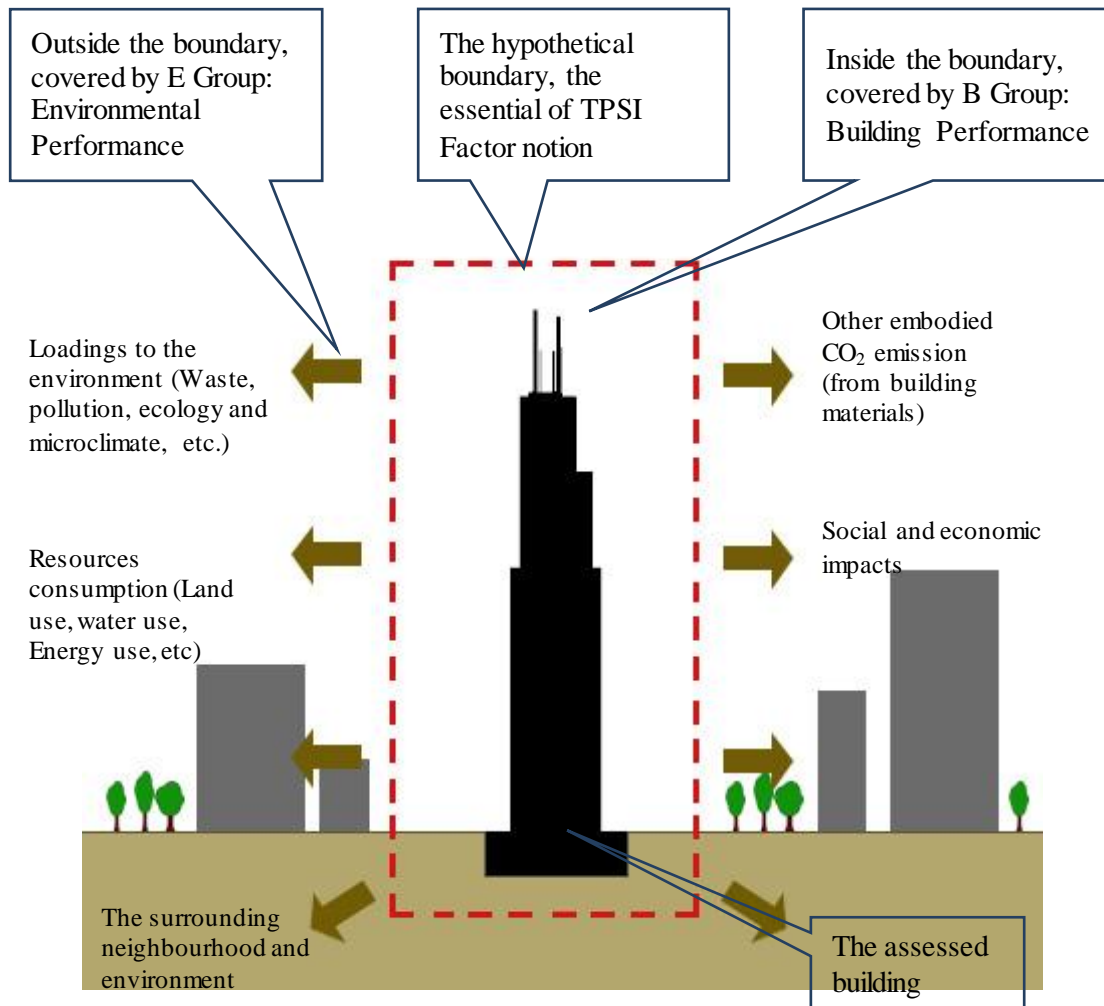 Outside the boundary,
covered by E Group:
Environmental
Performance
The hypothetical
boundary, the
essential of TPSI
Factor notion
Inside the boundary,
covered by B Group:
Building Performance
Loadings to the
environment (Waste,
pollution, ecology and
microclimate, etc.)
Other embodied
CO₂ emission
(from building
materials)
Resources
consumption (Land
use, water use,
Energy use, etc)
Social and economic
impacts
The surrounding
neighbourhood and
environment
The assessed
building